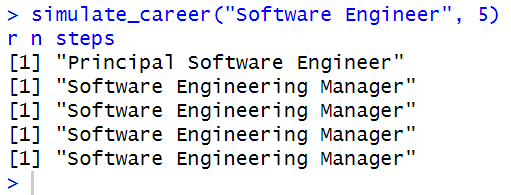 > simulate_career("Software Engineer", 5)
r n steps
[1] "Principal Software Engineer"
[1] "Software Engineering Manager"
[1] "Software Engineering Manager"
[1] "Software Engineering Manager"
[1] "Software Engineering Manager"
>